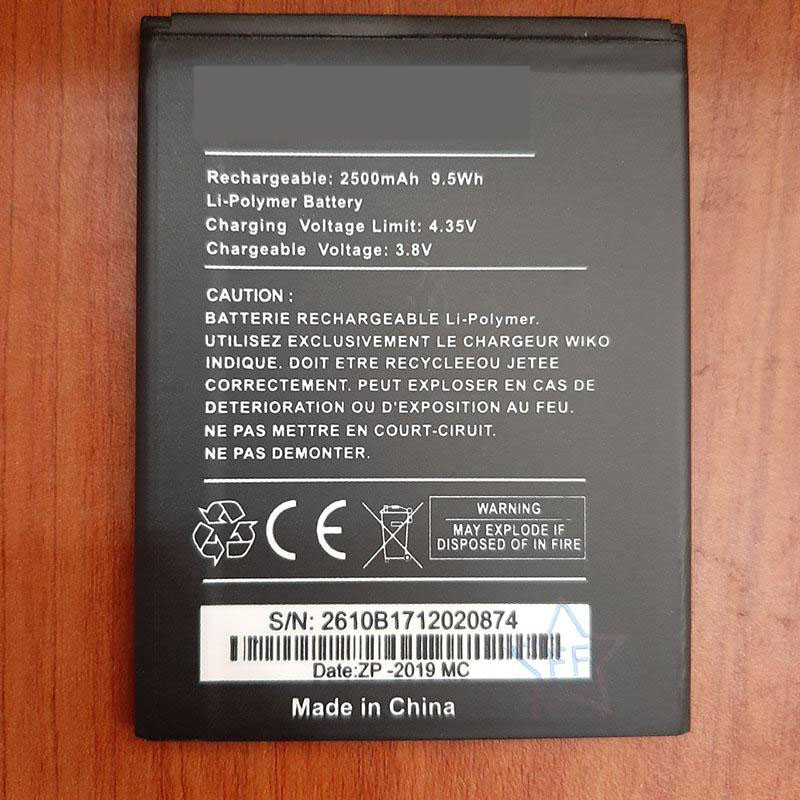 Rechargeable: 2500mAh 9.5Wh
Li-Polymer Battery
Charging Voltage Limit: 4.35V
Chargeable Voltage: 3.8V
CAUTION :
BATTERIE RECHARGEABLE Li-Polymer.
UTILISEZ EXCLUSIVEMENT LE CHARGEUR WIKO
INDIQUE. DOIT ETRE RECYCLEEOU JETEE
CORRECTEMENT. PEUT EXPLOSER EN CAS DE
DETERIORATION OU D'EXPOSITION AU FEU.
NE PAS METTRE EN COURT-CIRUIT.
NE PAS DEMONTER.
CE
WARNING
MAY EXPLODE IF
DISPOSED OF IN FIRE
S/N: 2610B1712020874
Date:ZP -2019 MC
FF
Made in China